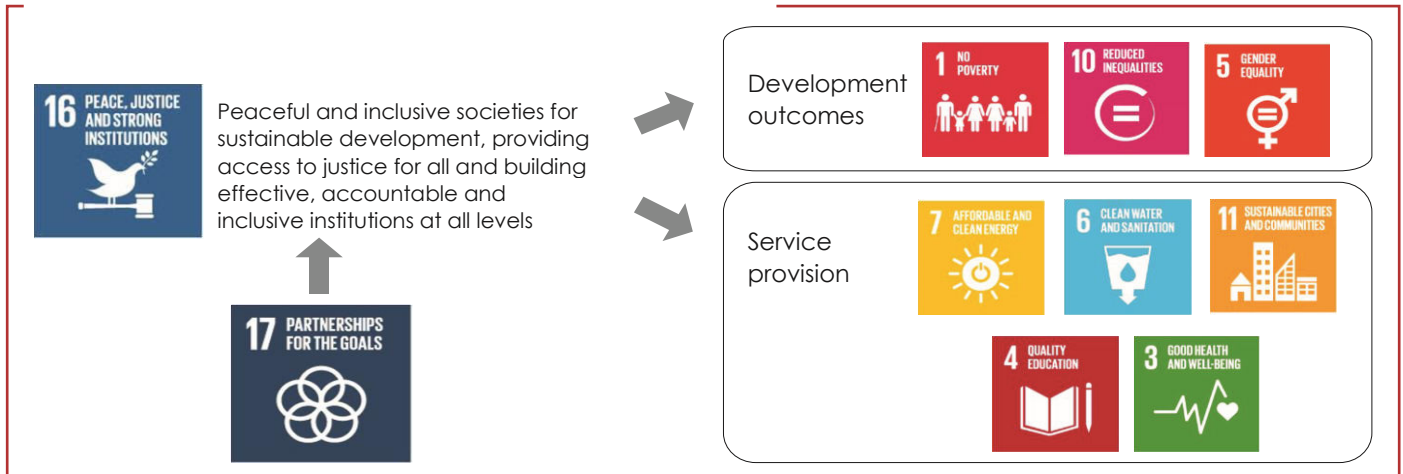 16 PEACE, JUSTICE
AND STRONG
INSTITUTIONS
Peaceful and inclusive societies for
sustainable development, providing
access to justice for all and building
effective, accountable and
inclusive institutions at all levels
17 PARTNERSHIPS
FOR THE GOALS
Development
outcomes
1 NO
POVERTY
10 REDUCED
INEQUALITIES
5 GENDER
EQUALITY
Service
provision
7 AFFORDABLE AND
CLEAN ENERGY
6 CLEAN WATER
AND SANITATION
11 SUSTAINABLE CITIES
AND COMMUNITIES
4 QUALITY
EDUCATION
3 GOOD HEALTH
AND WELL-BEING